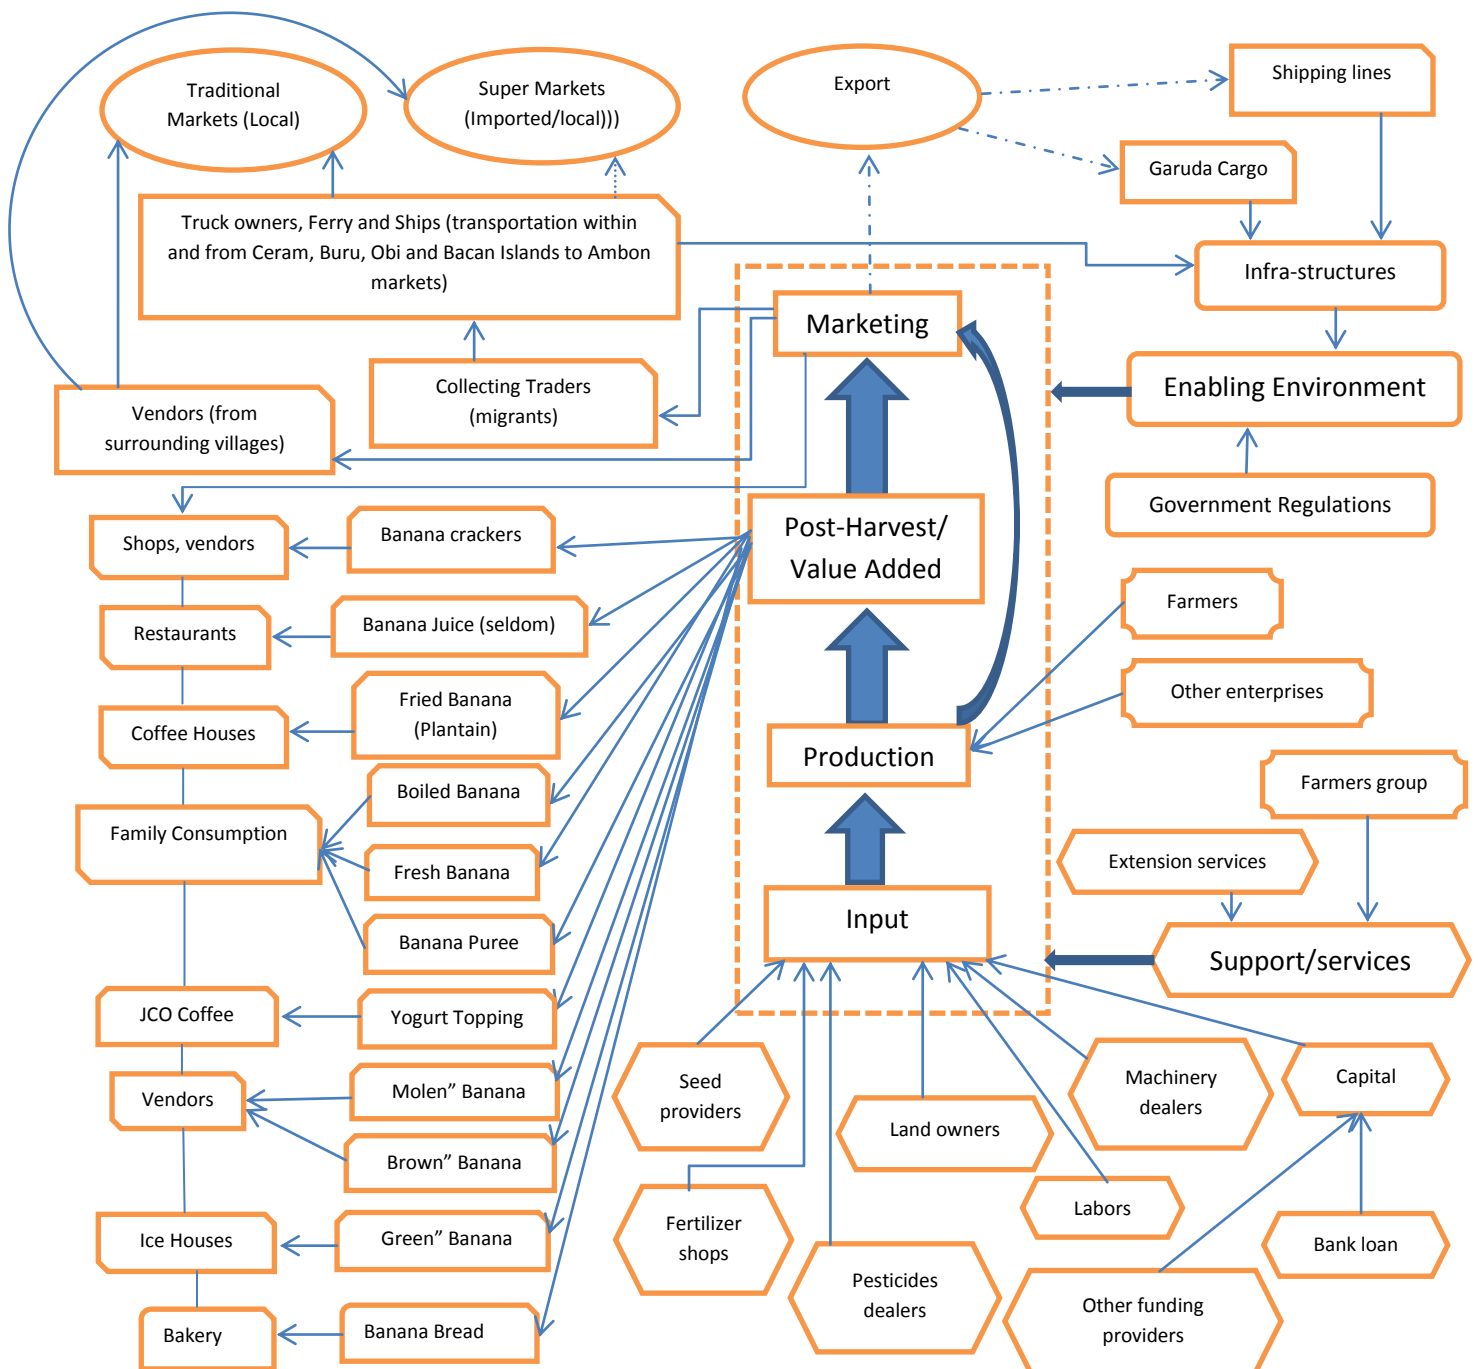 Traditional
Markets (Local)
Super Markets
(Imported/local)))
Export
Shipping lines
Garuda Cargo
Truck owners, Ferry and Ships (transportation within
and from Ceram, Buru, Obi and Bacan Islands to Ambon
markets)
Infra-structures
Marketing
Collecting Traders
(migrants)
Enabling Environment
Vendors (from
surrounding villages)
Government Regulations
Shops, vendors
Banana crackers
Post-Harvest/
Value Added
Farmers
Restaurants
Banana Juice (seldom)
Other enterprises
Coffee Houses
Fried Banana
(Plantain)
Production
Farmers group
Boiled Banana
Family Consumption
Extension services
Fresh Banana
Input
Banana Puree
Support/services
JCO Coffee
Yogurt Topping
Seed
providers
Machinery
dealers
Capital
Vendors
Molen” Banana
Land owners
Brown” Banana
Labors
Fertilizer
shops
Ice Houses
Green” Banana
Bank loan
Pesticides
dealers
Other funding
providers
Bakery
Banana Bread